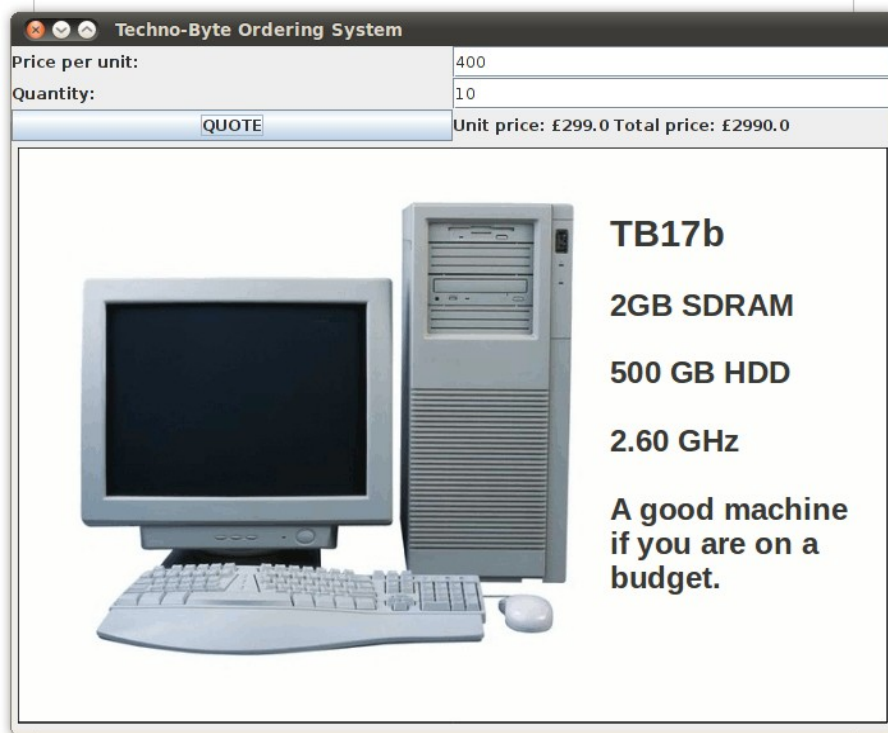 Techno-Byte Ordering System
Price per unit:
400
Quantity:
10
QUOTE
Unit price: £299.0 Total price: £2990.0
TB17b
2GB SDRAM
500 GB HDD
2.60 GHz
A good machine
if you are on a
budget.